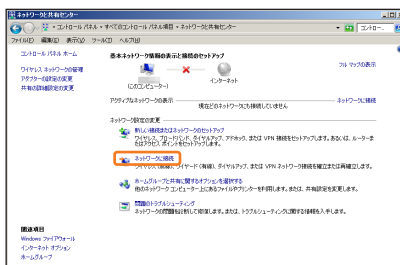 ネットワークと共有センター
コントロール パネル すべてのコントロール パネル項目 ネットワークと共有センター
コントロー...
ファイル(F) 編集(E) 表示(V) ツール(T) ヘルプ(H)
コントロール パネル ホーム
ワイヤレス ネットワークの管理
アダプターの設定の変更
共有の詳細設定の変更
基本ネットワーク情報の表示と接続のセットアップ
フル マップの表示
(このコンピューター)
インターネット
アクティブなネットワークの表示
ネットワークに接続
現在どのネットワークにも接続していません
ネットワーク設定の変更
新しい接続またはネットワークのセットアップ
ワイヤレス、ブロードバンド、ダイヤルアップ、アドホック、または VPN 接続をセットアップします。あるいは、ルーターま
たはアクセス ポイントをセットアップします。
ネットワークに接続
ワイヤレス (無線)、ワイヤード (有線)、ダイヤルアップ、または VPN ネットワーク接続を確立または再確立します。
ホームグループと共有に関するオプションを選択する
他のネットワーク コンピューター上にあるファイルやプリンターを利用します。または、共有設定を変更します。
問題のトラブルシューティング
ネットワークの問題を診断して修復します。または、トラブルシューティングに関する情報を入手します。
関連項目
Windows ファイアウォール
インターネット オプション
ホームグループ